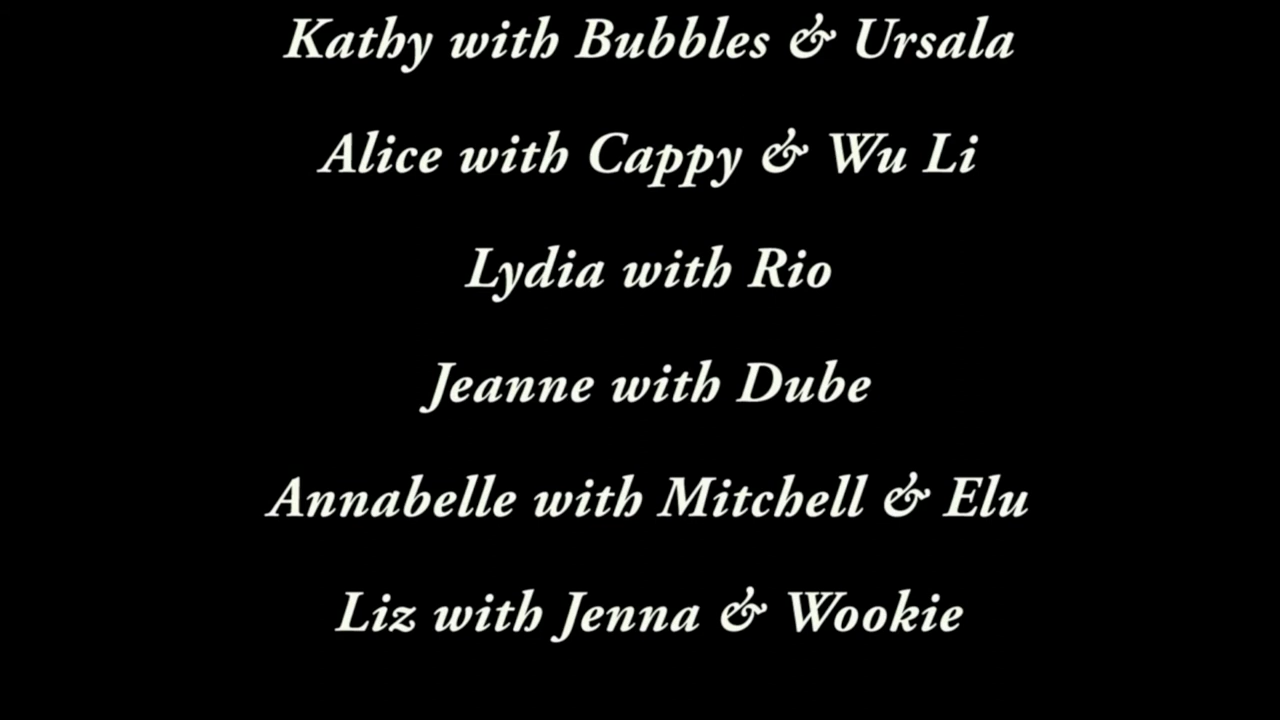 Kathy with Bubbles & Ursala
Alice with Cappy & Wu Li
Lydia with Rio
Jeanne with Dube
Annabelle with Mitchell & Elu
Liz with Jenna & Wookie